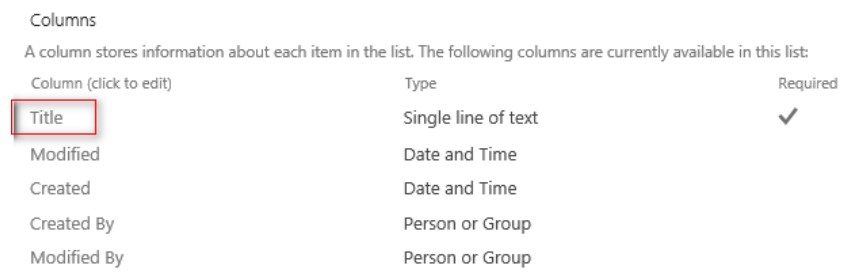 Columns
A column stores information about each item in the list. The following columns are currently available in this list:
Column (click to edit) Type Required
Title Single line of text
Modified Date and Time
Created Date and Time
Created By Person or Group
Modified By Person or Group